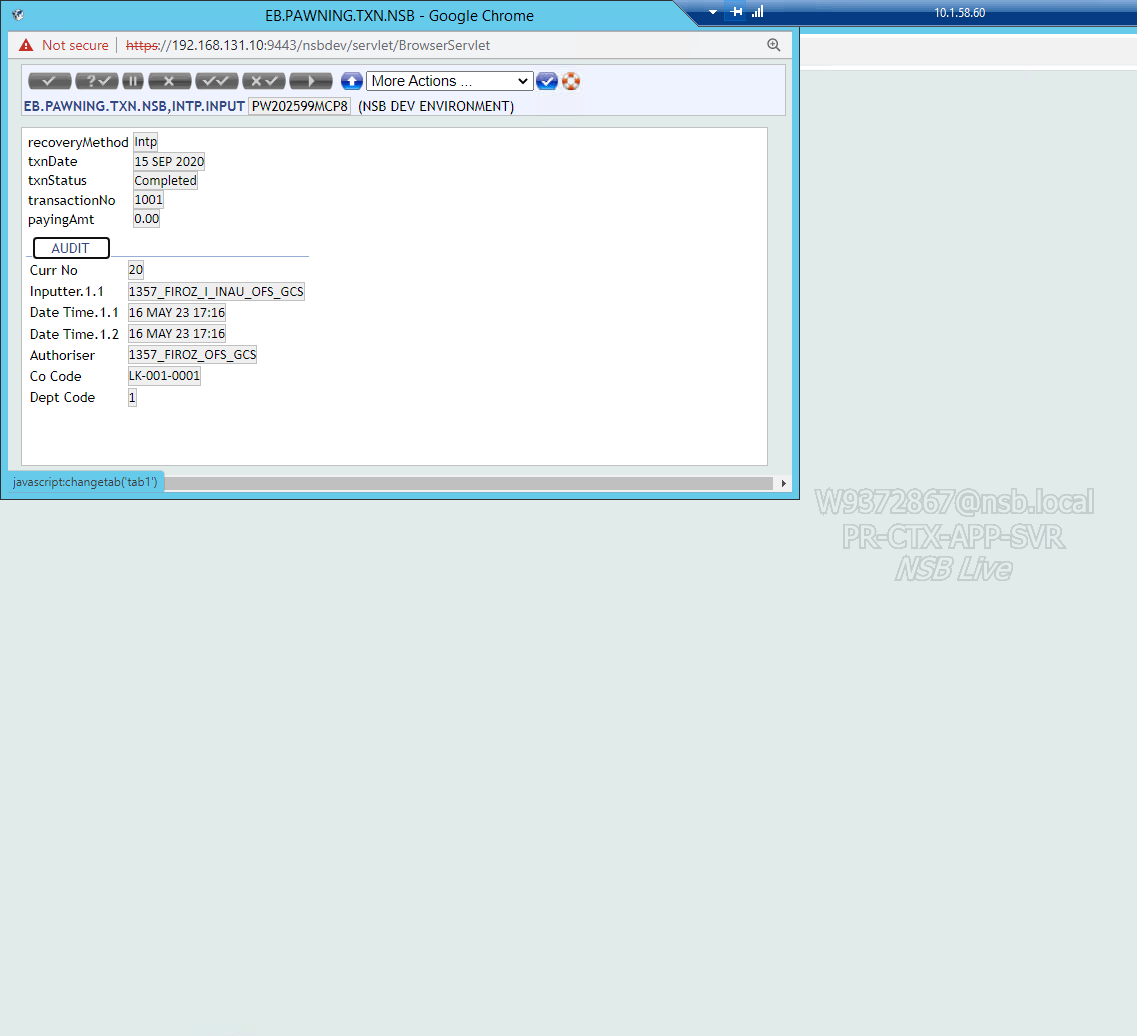 EB.PAWNING.TXN.NSB - Google Chrome
10.1.58.60
Not secure https://192.168.131.10:9443/nsbdev/servlet/BrowserServlet
More Actions ...
EB.PAWNING.TXN.NSB,INTP.INPUT PW202599MCP8 (NSB DEV ENVIRONMENT)
recoveryMethod Intp
txnDate 15 SEP 2020
txnStatus Completed
transactionNo 1001
payingAmt 0.00
AUDIT
Curr No 20
Inputter.1.1 1357_FIROZ_I_INAU_OFS_GCS
Date Time.1.1 16 MAY 23 17:16
Date Time.1.2 16 MAY 23 17:16
Authoriser 1357_FIROZ_OFS_GCS
Co Code LK-001-0001
Dept Code 1
javascript:changetab('tab1')
W9372867@nsb.local
PR-CTX-APP-SVR
NSB Live